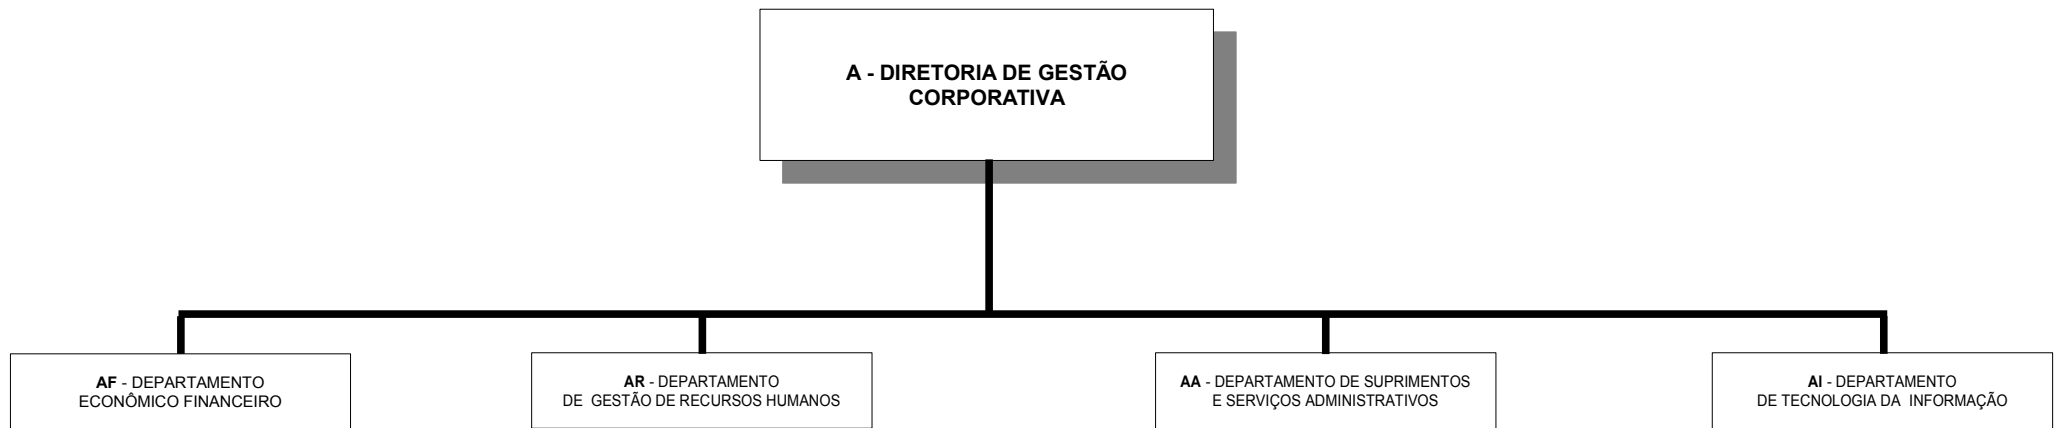 A - DIRETORIA DE GESTÃO
CORPORATIVA
AF - DEPARTAMENTO
ECONÔMICO FINANCEIRO
AR - DEPARTAMENTO
DE GESTÃO DE RECURSOS HUMANOS
AA - DEPARTAMENTO DE SUPRIMENTOS
E SERVIÇOS ADMINISTRATIVOS
AI - DEPARTAMENTO
DE TECNOLOGIA DA INFORMAÇÃO